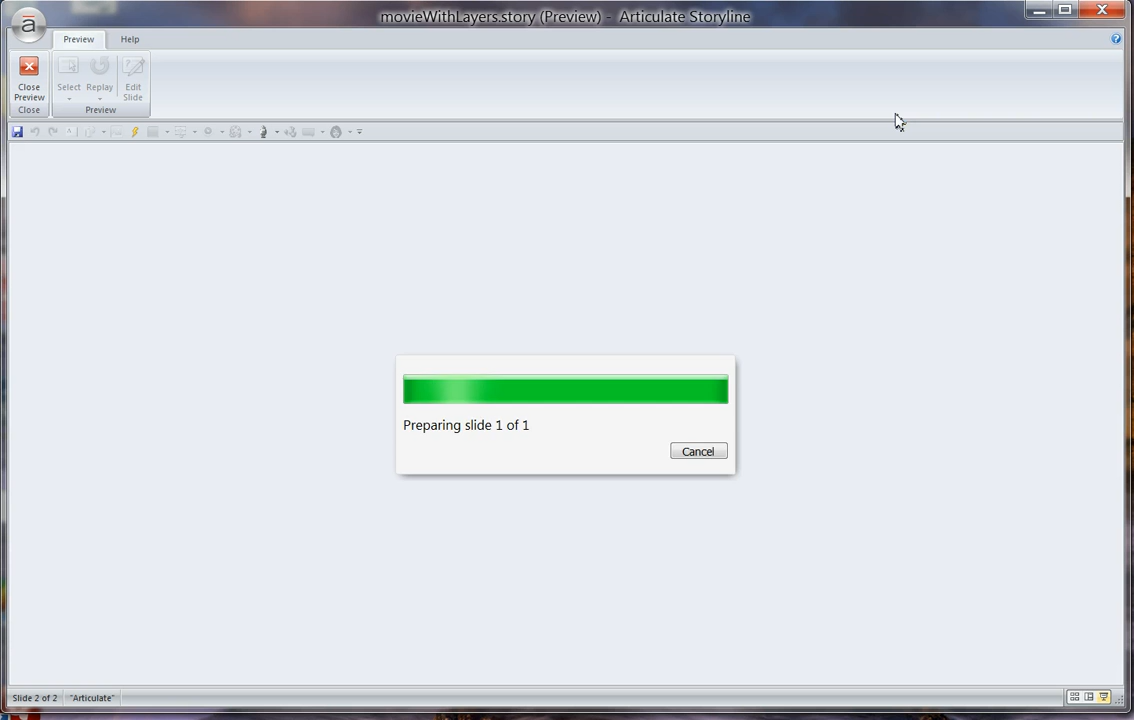 movieWithLayers.story (Preview) - Articulate Storyline
Preview Help
Close Preview Select Replay Edit Slide
Close Preview
Preparing slide 1 of 1
Cancel
Slide 2 of 2 "Articulate"